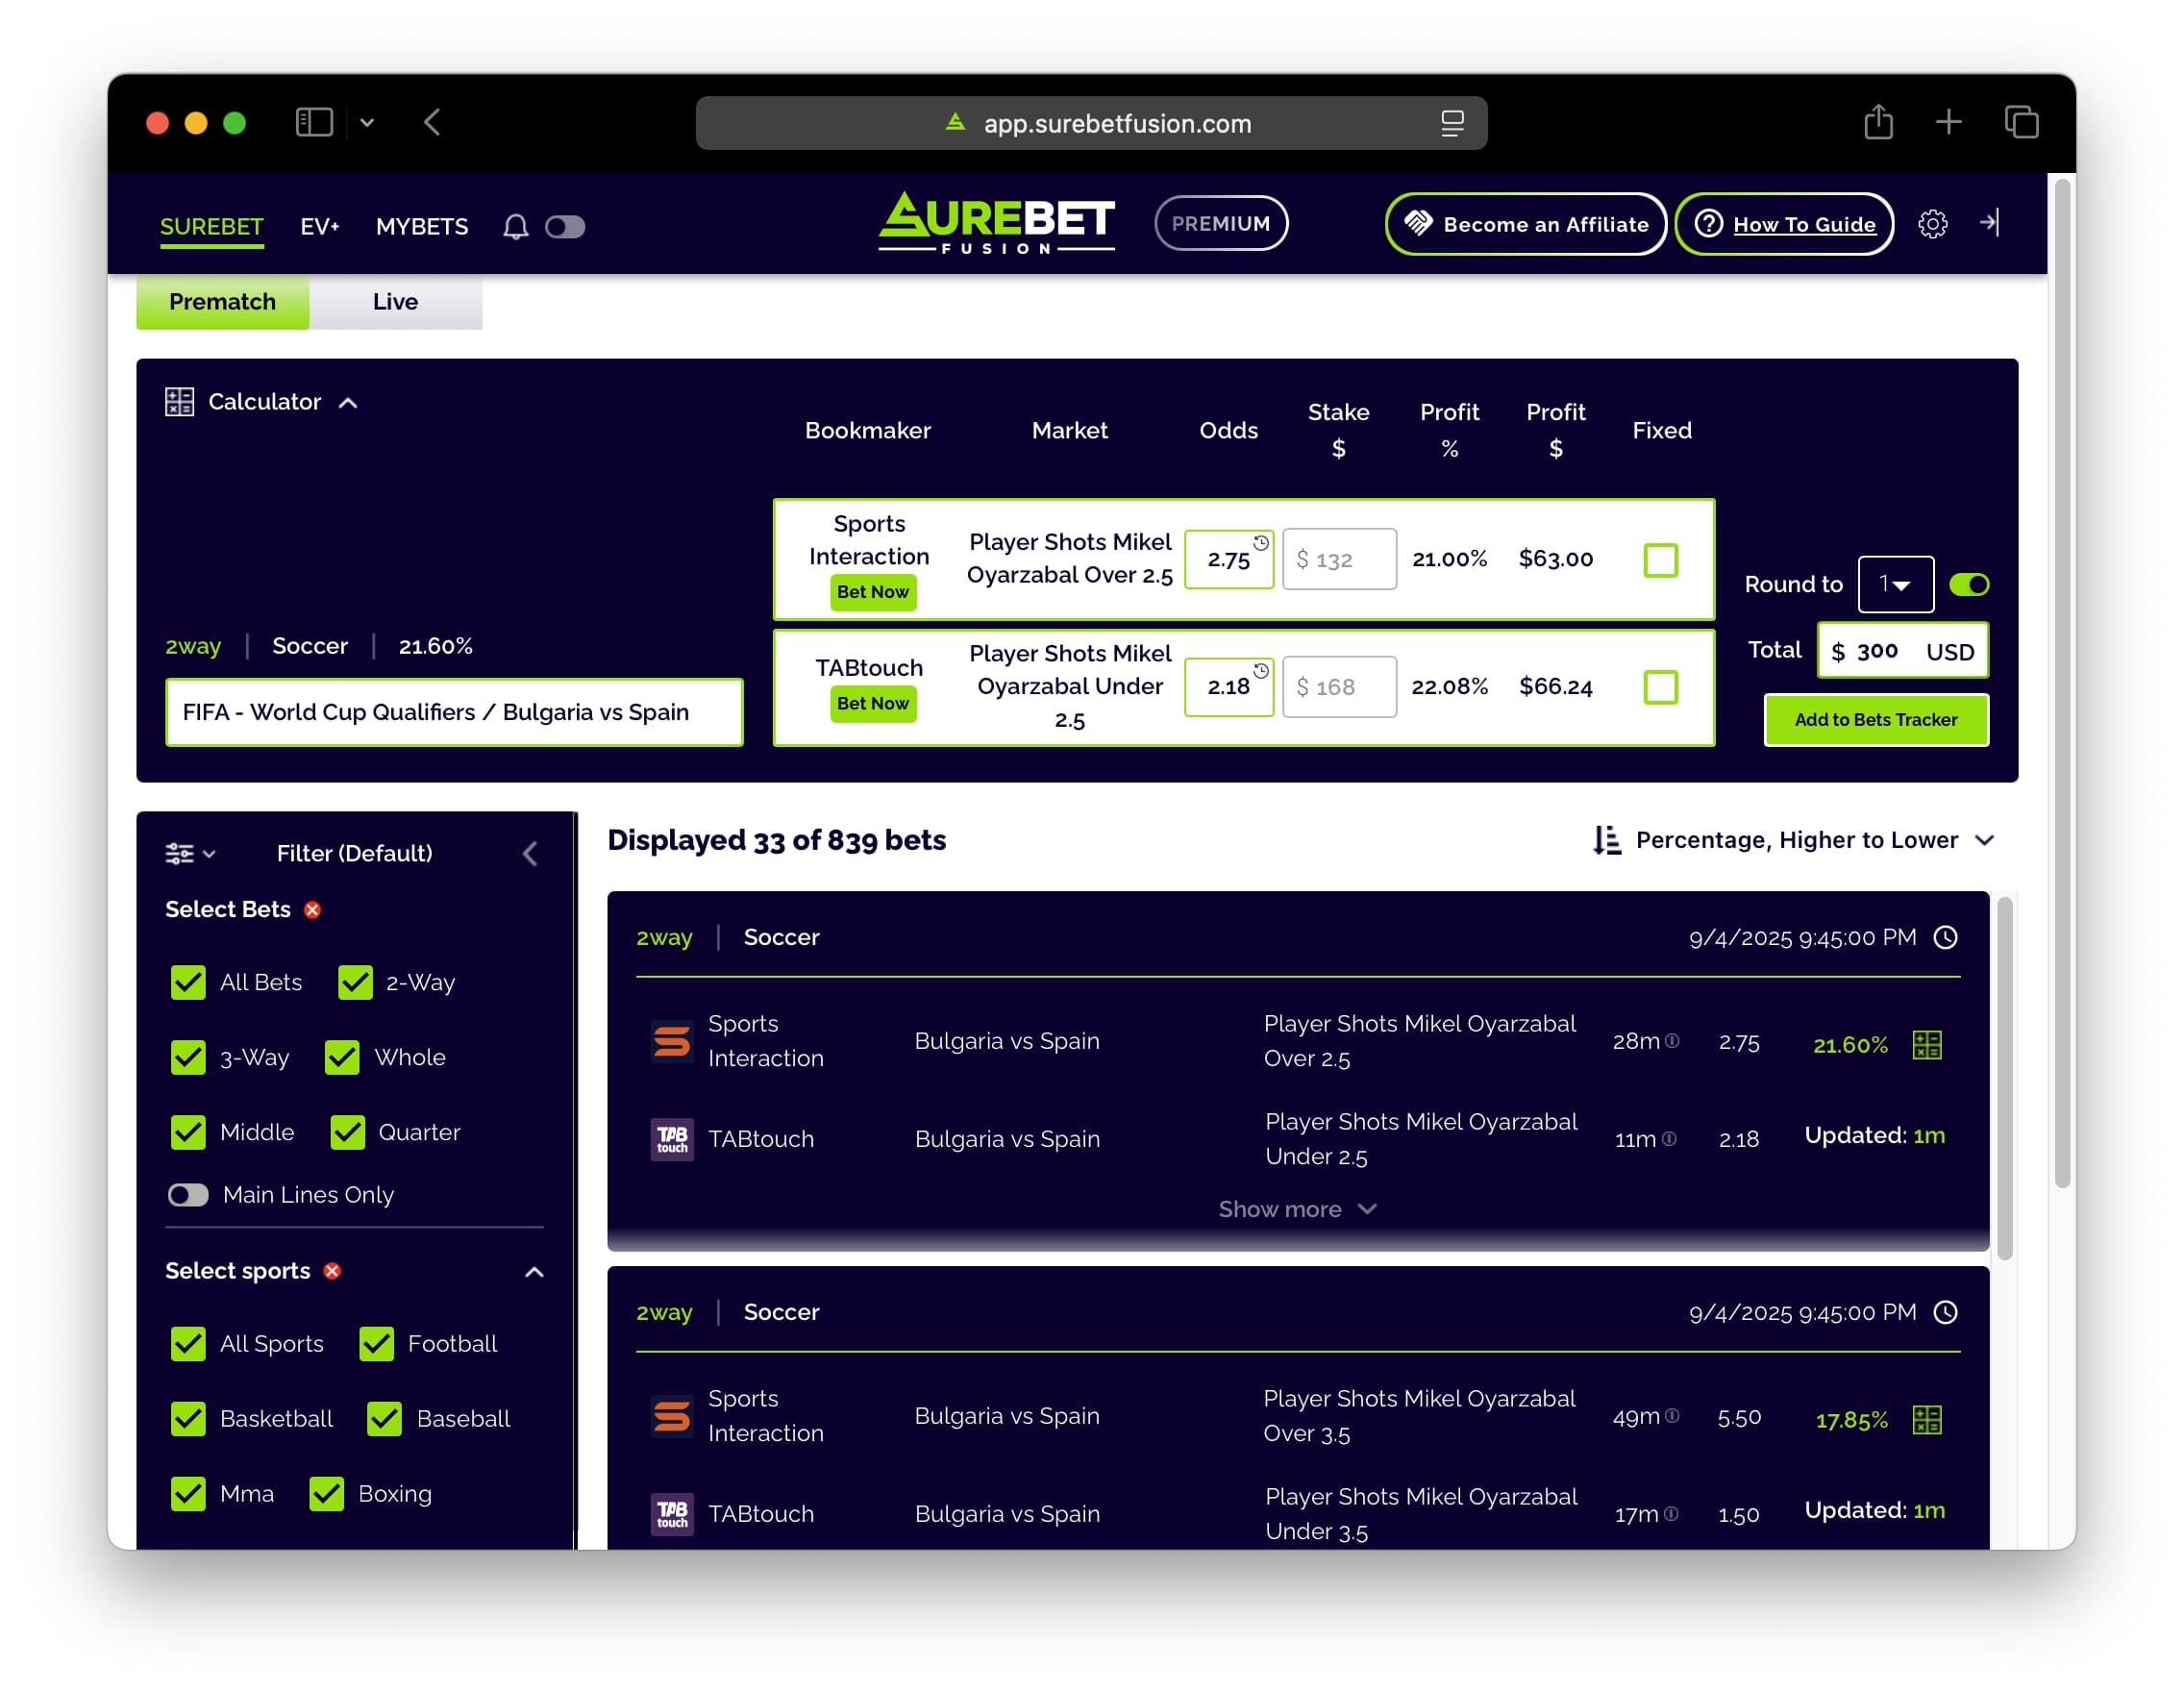 app.surebetfusion.com
SUREBET EV+ MYBETS
SUREBET
FUSION
PREMIUM
Become an Affiliate
How To Guide
Prematch Live
Calculator
Bookmaker Market Odds Stake $ Profit % Profit $ Fixed
Sports
Interaction
Bet Now
Player Shots Mikel
Oyarzabal Over 2.5
2.75 $ 132 21.00% $63.00
TABtouch
Bet Now
Player Shots Mikel
Oyarzabal Under
2.5
2.18 $ 168 22.08% $66.24
2way | Soccer | 21.60%
FIFA - World Cup Qualifiers / Bulgaria vs Spain
Round to 1
Total $ 300 USD
Add to Bets Tracker
Filter (Default)
Select Bets
All Bets 2-Way
3-Way Whole
Middle Quarter
Main Lines Only
Select sports
All Sports Football
Basketball Baseball
Mma Boxing
Displayed 33 of 839 bets
Percentage, Higher to Lower
2way | Soccer 9/4/2025 9:45:00 PM
Sports
Interaction
Bulgaria vs Spain
Player Shots Mikel Oyarzabal
Over 2.5
28m 2.75 21.60%
TAB
touch
TABtouch
Bulgaria vs Spain
Player Shots Mikel Oyarzabal
Under 2.5
11m 2.18 Updated: 1m
Show more
2way | Soccer 9/4/2025 9:45:00 PM
Sports
Interaction
Bulgaria vs Spain
Player Shots Mikel Oyarzabal
Over 3.5
49m 5.50 17.85%
TAB
touch
TABtouch
Bulgaria vs Spain
Player Shots Mikel Oyarzabal
Under 3.5
17m 1.50 Updated: 1m